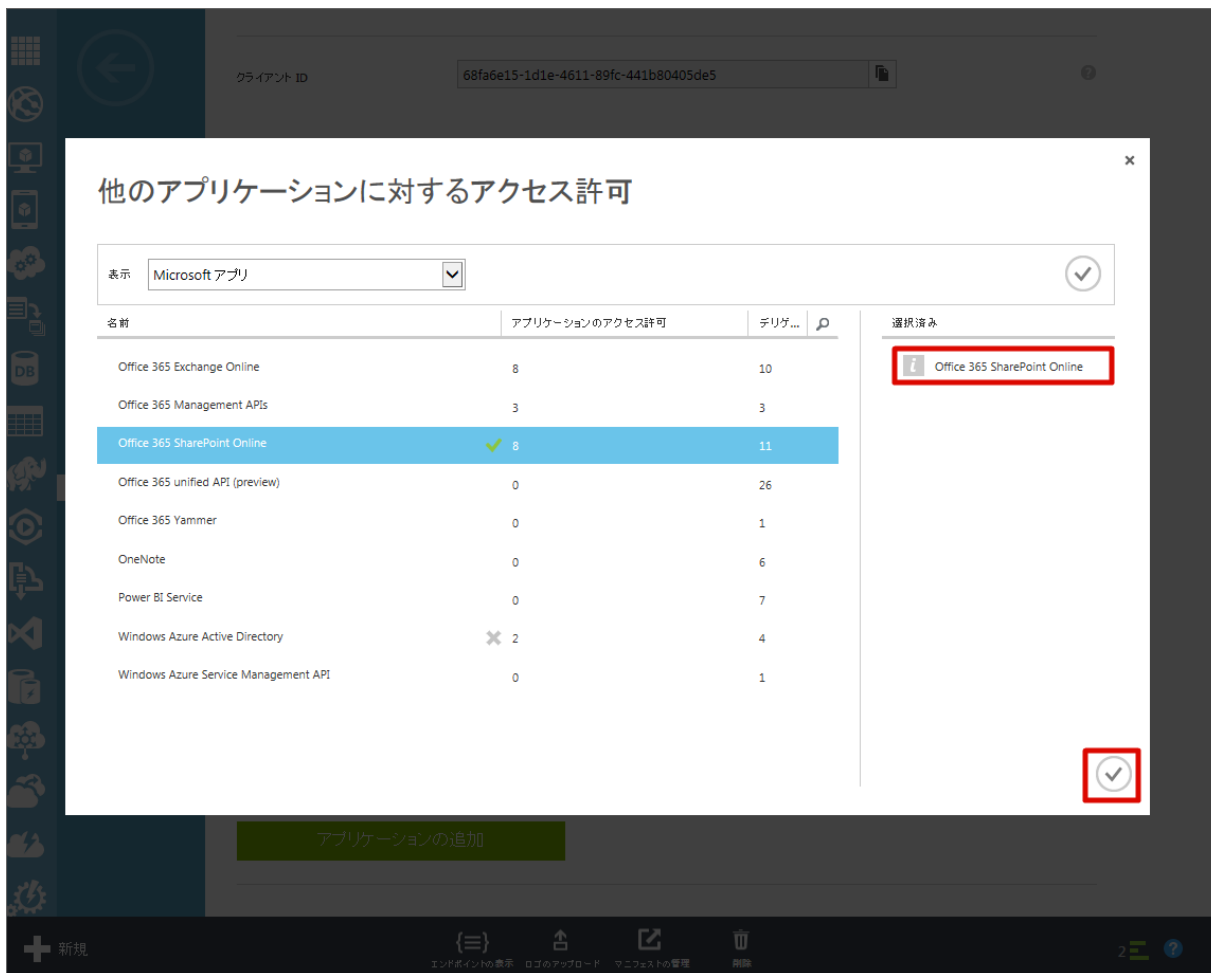 クライアント ID
68fa6e15-1d1e-4611-89fc-441b80405de5
他のアプリケーションに対するアクセス許可
表示 Microsoft アプリ
名前 アプリケーションのアクセス許可 デリゲ... 選択済み
Office 365 Exchange Online 8 10
Office 365 SharePoint Online
Office 365 Management APIs 3 3
Office 365 SharePoint Online 8 11
Office 365 unified API (preview) 0 26
Office 365 Yammer 0 1
OneNote 0 6
Power BI Service 0 7
Windows Azure Active Directory 2 4
Windows Azure Service Management API 0 1
アプリケーションの追加
DB
新規
エンドポイントの表示 ロゴのアップロード マニフェストの管理 削除
2